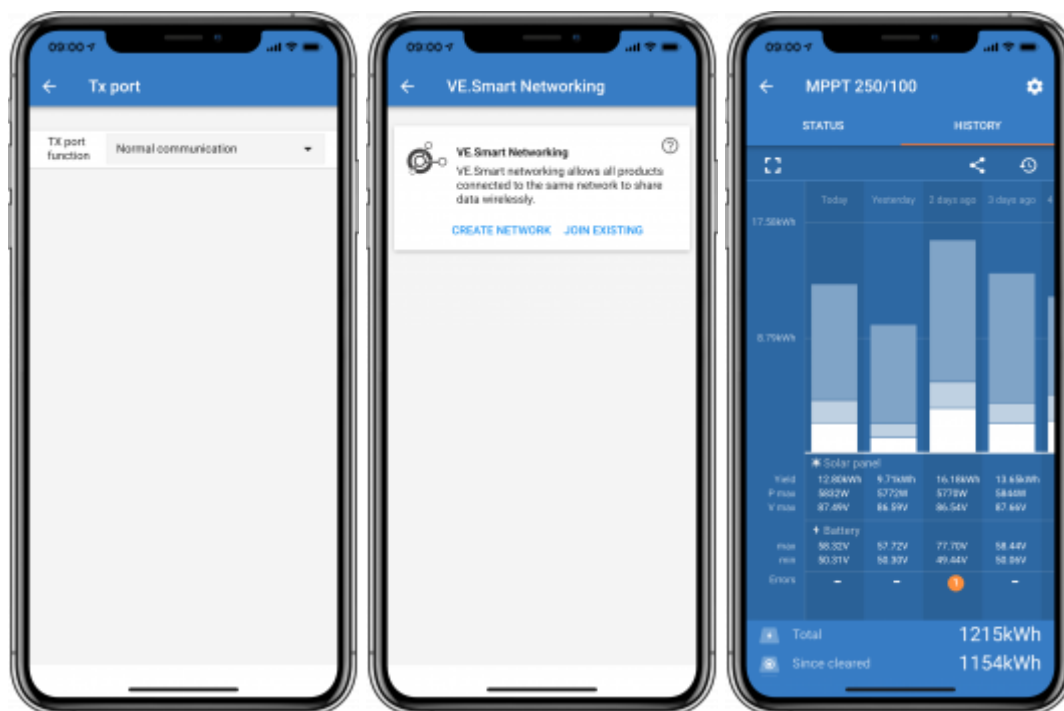 09:00
Tx port
TX port
function
Normal communication
09:00
VE.Smart Networking
VE.Smart Networking
VE.Smart networking allows all products
connected to the same network to share
data wirelessly.
CREATE NETWORK JOIN EXISTING
09:00
MPPT 250/100
STATUS HISTORY
Today Yesterday 2 days ago 3 days ago 4
17.58kWh
8.79kWh
Solar panel
Yield 12.80kWh 9.71kWh 16.18kWh 13.65kWh
P max 5832W 5772W 5770W 5844W
V max 87.49V 86.59V 86.54V 87.66V
Battery
max 58.32V 57.72V 77.70V 58.44V
min 50.31V 50.30V 49.44V 50.06V
Errors – – 1 –
Total 1215kWh
Since cleared 1154kWh